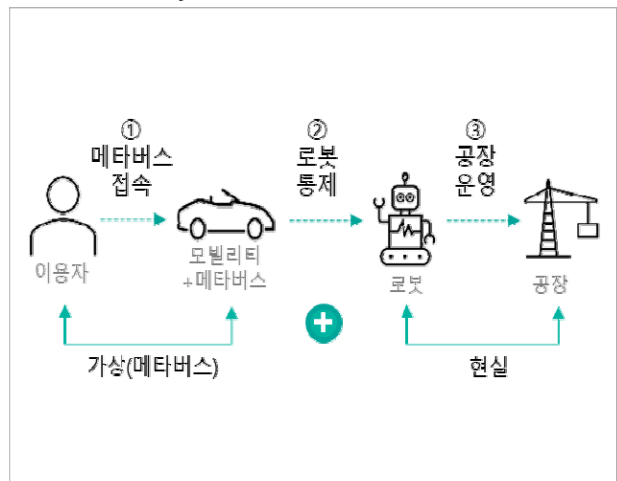 ①
메타버스
접속
②
로봇
통제
③
공장
운영
이용자
모빌리티
+메타버스
로봇
공장
가상(메타버스)
현실